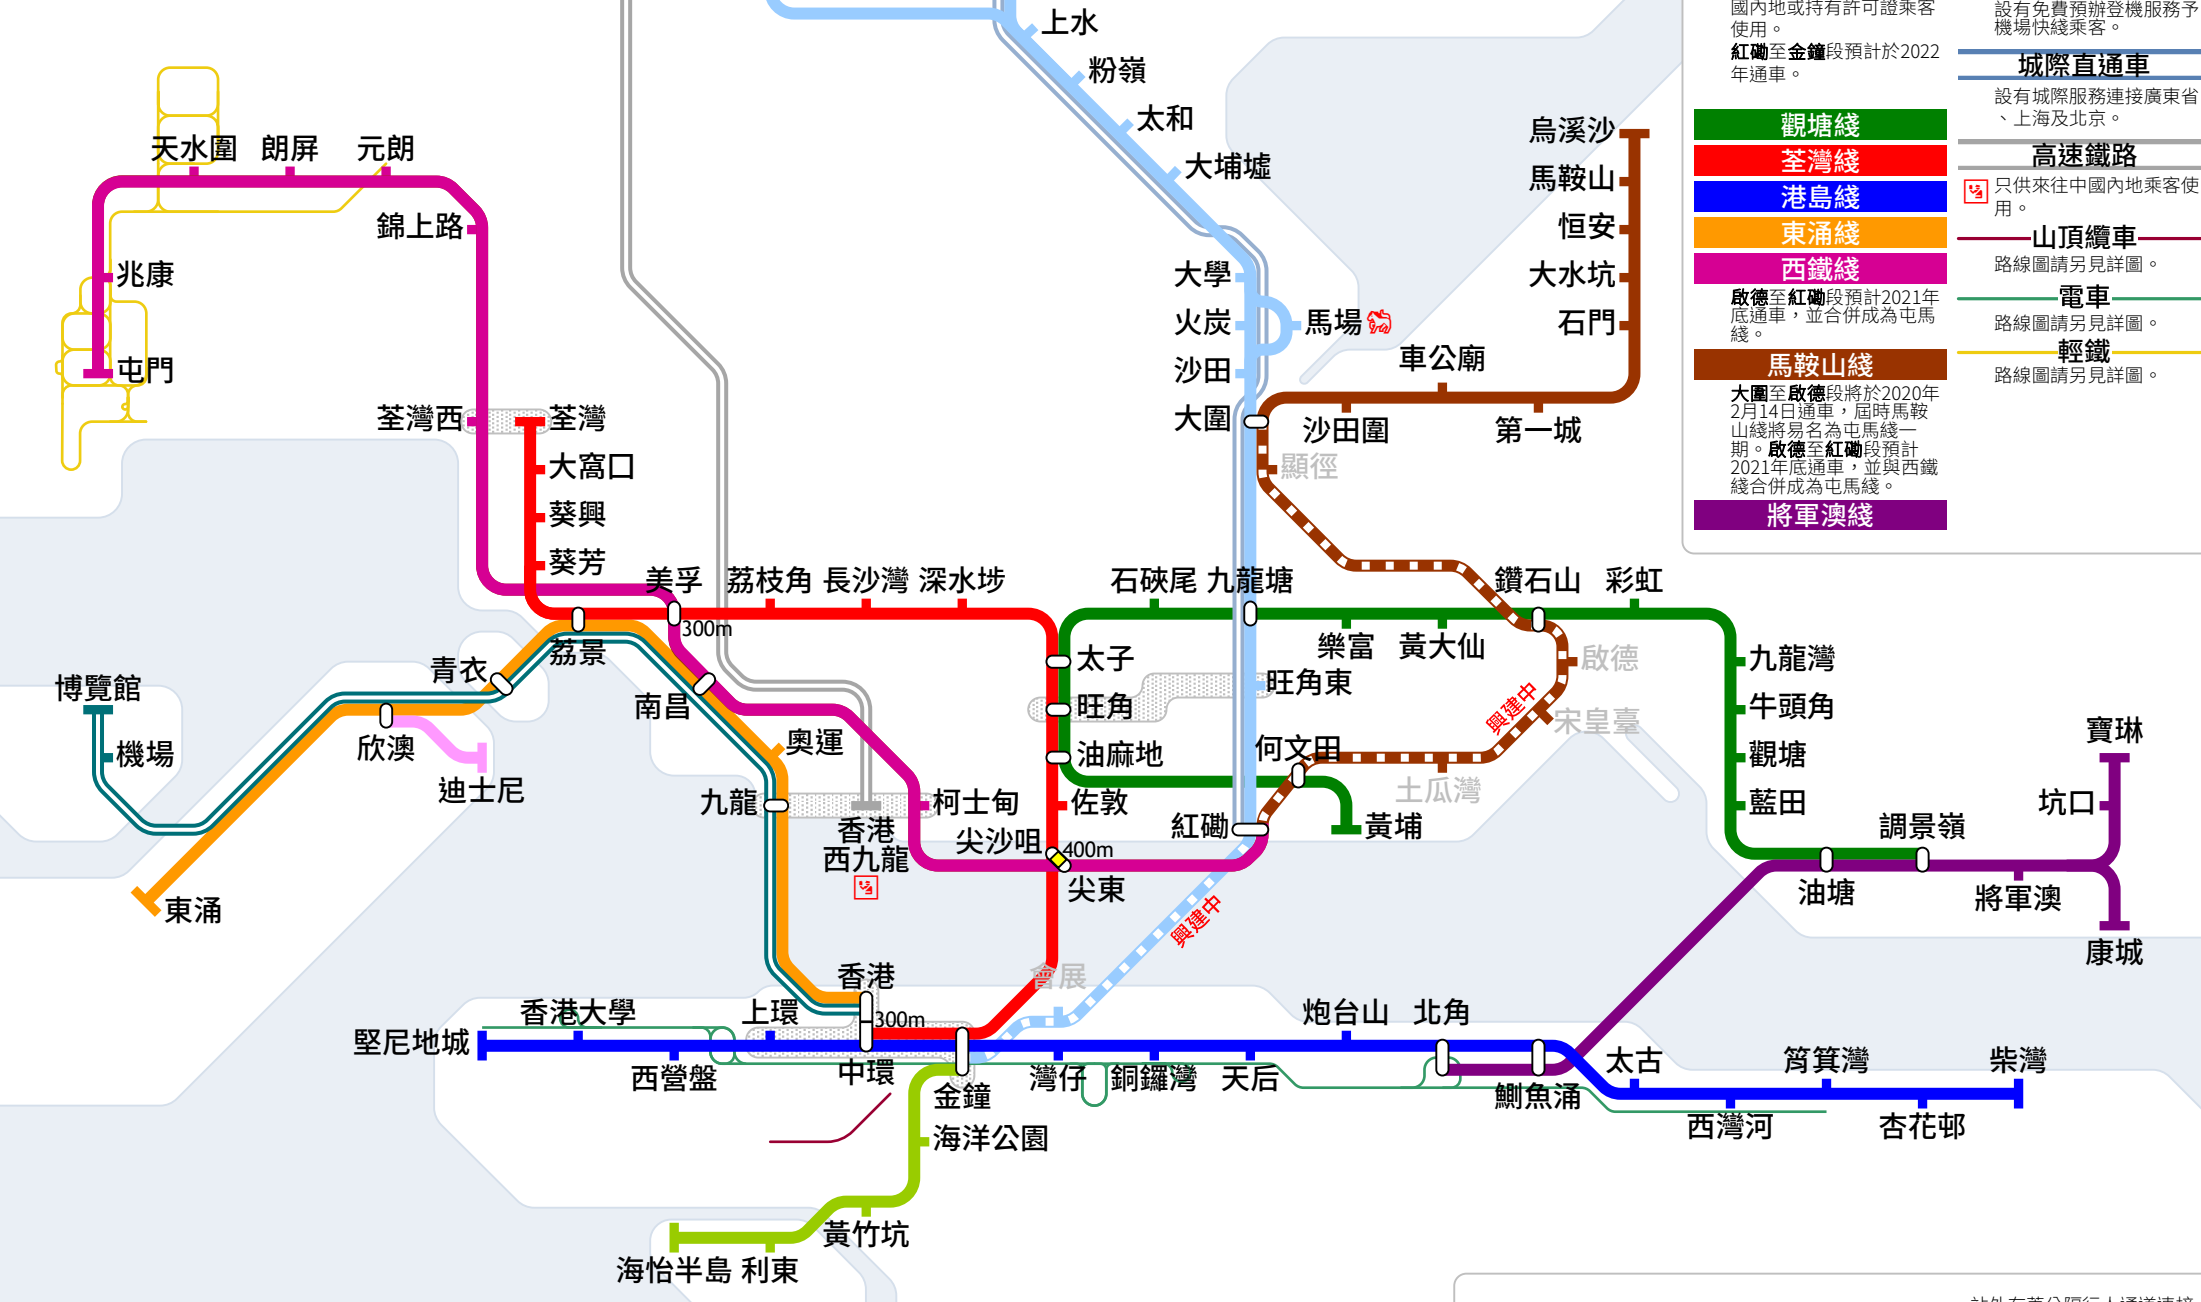 上水
粉嶺
太和
大埔墟
大學
火炭
馬場
沙田
大圍
烏溪沙
馬鞍山
恒安
大水坑
石門
車公廟
沙田圍
第一城
顯徑
天水圍
朗屏
元朗
錦上路
兆康
屯門
荃灣西
荃灣
大窩口
葵興
葵芳
美孚
300m
荔枝角
長沙灣
深水埗
荔景
青衣
南昌
博覽館
機場
欣澳
迪士尼
東涌
奧運
九龍
香港
西九龍
柯士甸
太子
旺角
旺角東
油麻地
佐敦
尖沙咀
400m
尖東
石硤尾
九龍塘
樂富
黃大仙
鑽石山
彩虹
啟德
宋皇臺
土瓜灣
興建中
何文田
紅磡
黃埔
九龍灣
牛頭角
觀塘
藍田
調景嶺
油塘
將軍澳
寶琳
坑口
康城
興建中
會展
香港
300m
堅尼地城
香港大學
西營盤
上環
中環
金鐘
灣仔
銅鑼灣
天后
炮台山
北角
鰂魚涌
太古
西灣河
筲箕灣
杏花邨
柴灣
海洋公園
黃竹坑
利東
海怡半島
國內地或持有許可證乘客
使用。
紅磡至金鐘段預計於2022
年通車。
觀塘綫
荃灣綫
港島綫
東涌綫
西鐵綫
啟德至紅磡段預計2021年
底通車，並合併成為屯馬
綫。
馬鞍山綫
大圍至啟德段將於2020年
2月14日通車，屆時馬鞍
山綫將易名為屯馬綫一
期。啟德至紅磡段預計
2021年底通車，並與西鐵
綫合併成為屯馬綫。
將軍澳綫
設有免費預辦登機服務予
機場快綫乘客。
城際直通車
設有城際服務連接廣東省
、上海及北京。
高速鐵路
只供來往中國內地乘客使
用。
山頂纜車
路線圖請另見詳圖。
電車
路線圖請另見詳圖。
輕鐵
路線圖請另見詳圖。